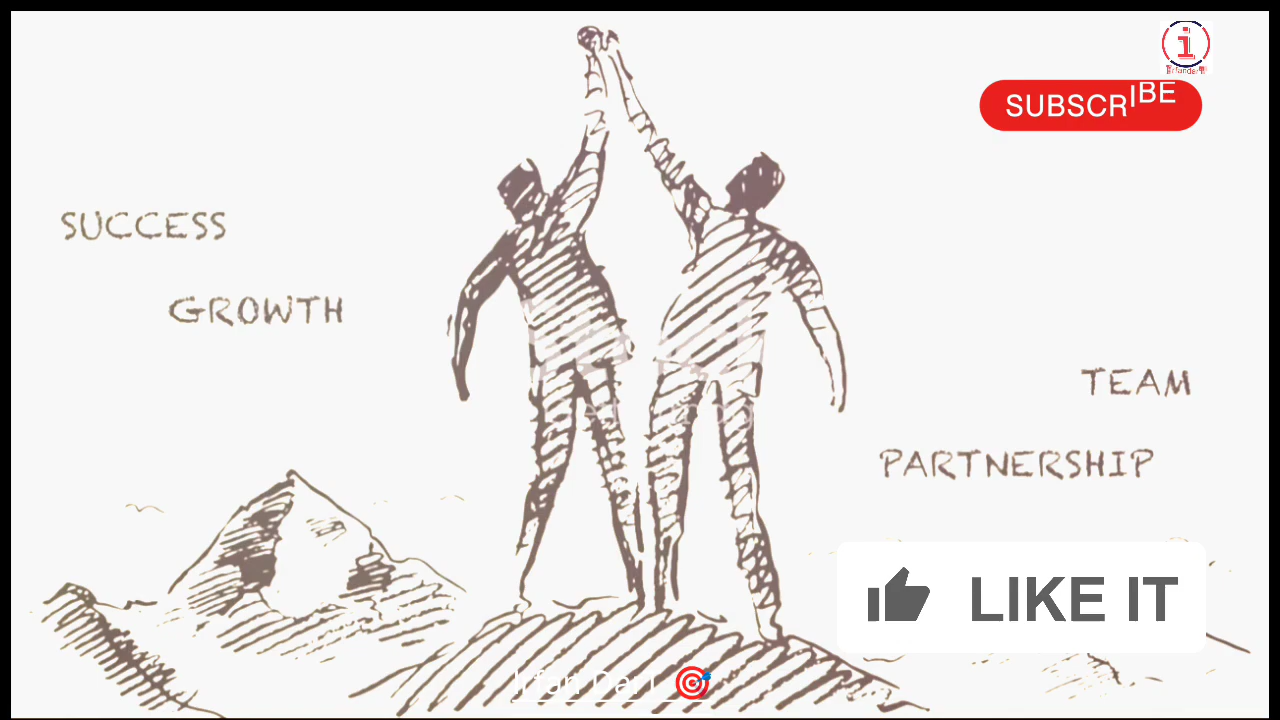 SUBSCRIBE
SUCCESS
GROWTH
TEAM
PARTNERSHIP
LIKE IT